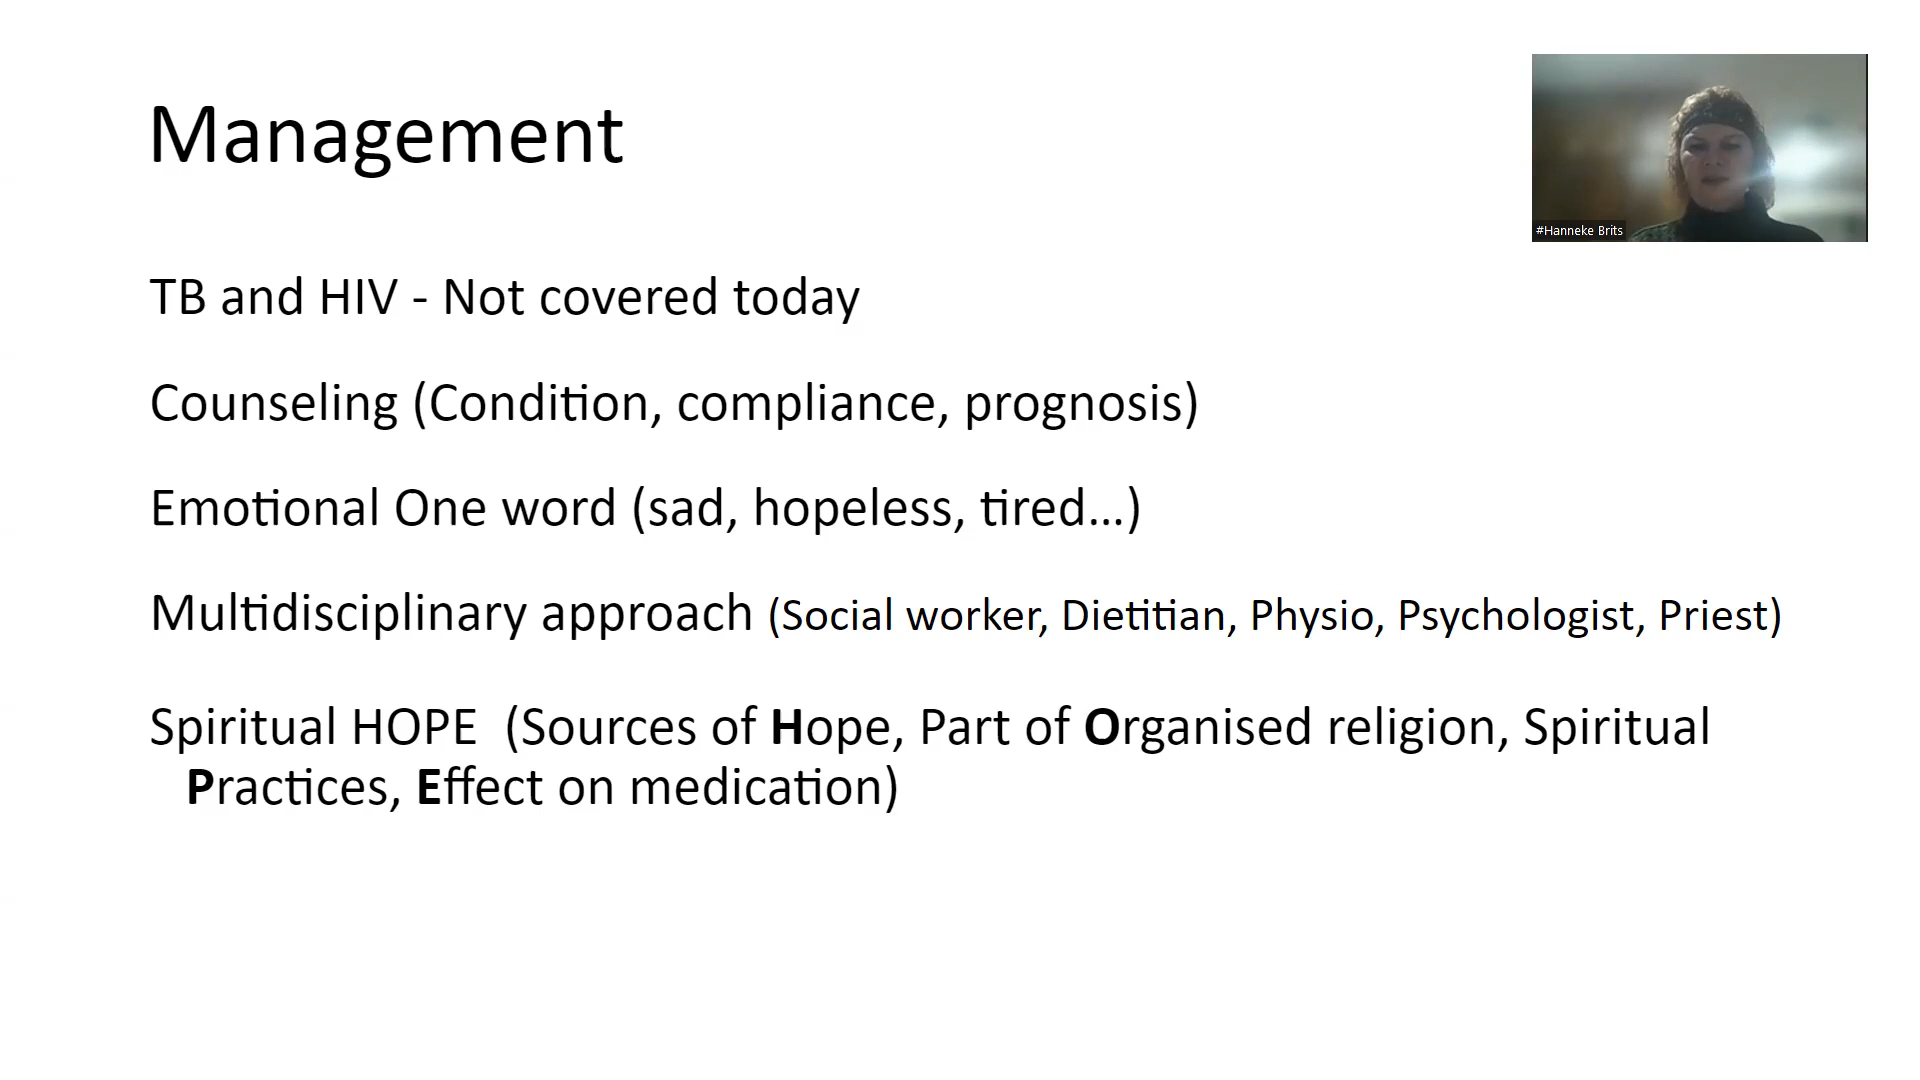 Management
#Hanneke Brits
TB and HIV - Not covered today
Counseling (Condition, compliance, prognosis)
Emotional One word (sad, hopeless, tired…)
Multidisciplinary approach (Social worker, Dietitian, Physio, Psychologist, Priest)
Spiritual HOPE  (Sources of Hope, Part of Organised religion, Spiritual
Practices, Effect on medication)